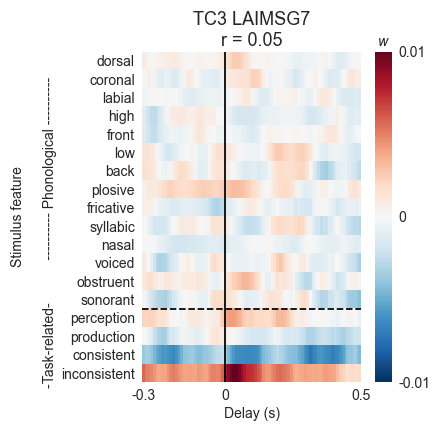 TC3 LAIMSG7
r = 0.05
w
dorsal
coronal
labial
high
front
low
back
plosive
fricative
syllabic
nasal
voiced
obstruent
sonorant
perception
production
consistent
inconsistent
Stimulus feature
-Task-related- ---------- Phonological ----------
0.01
0
-0.01
-0.3 0 0.5
Delay (s)